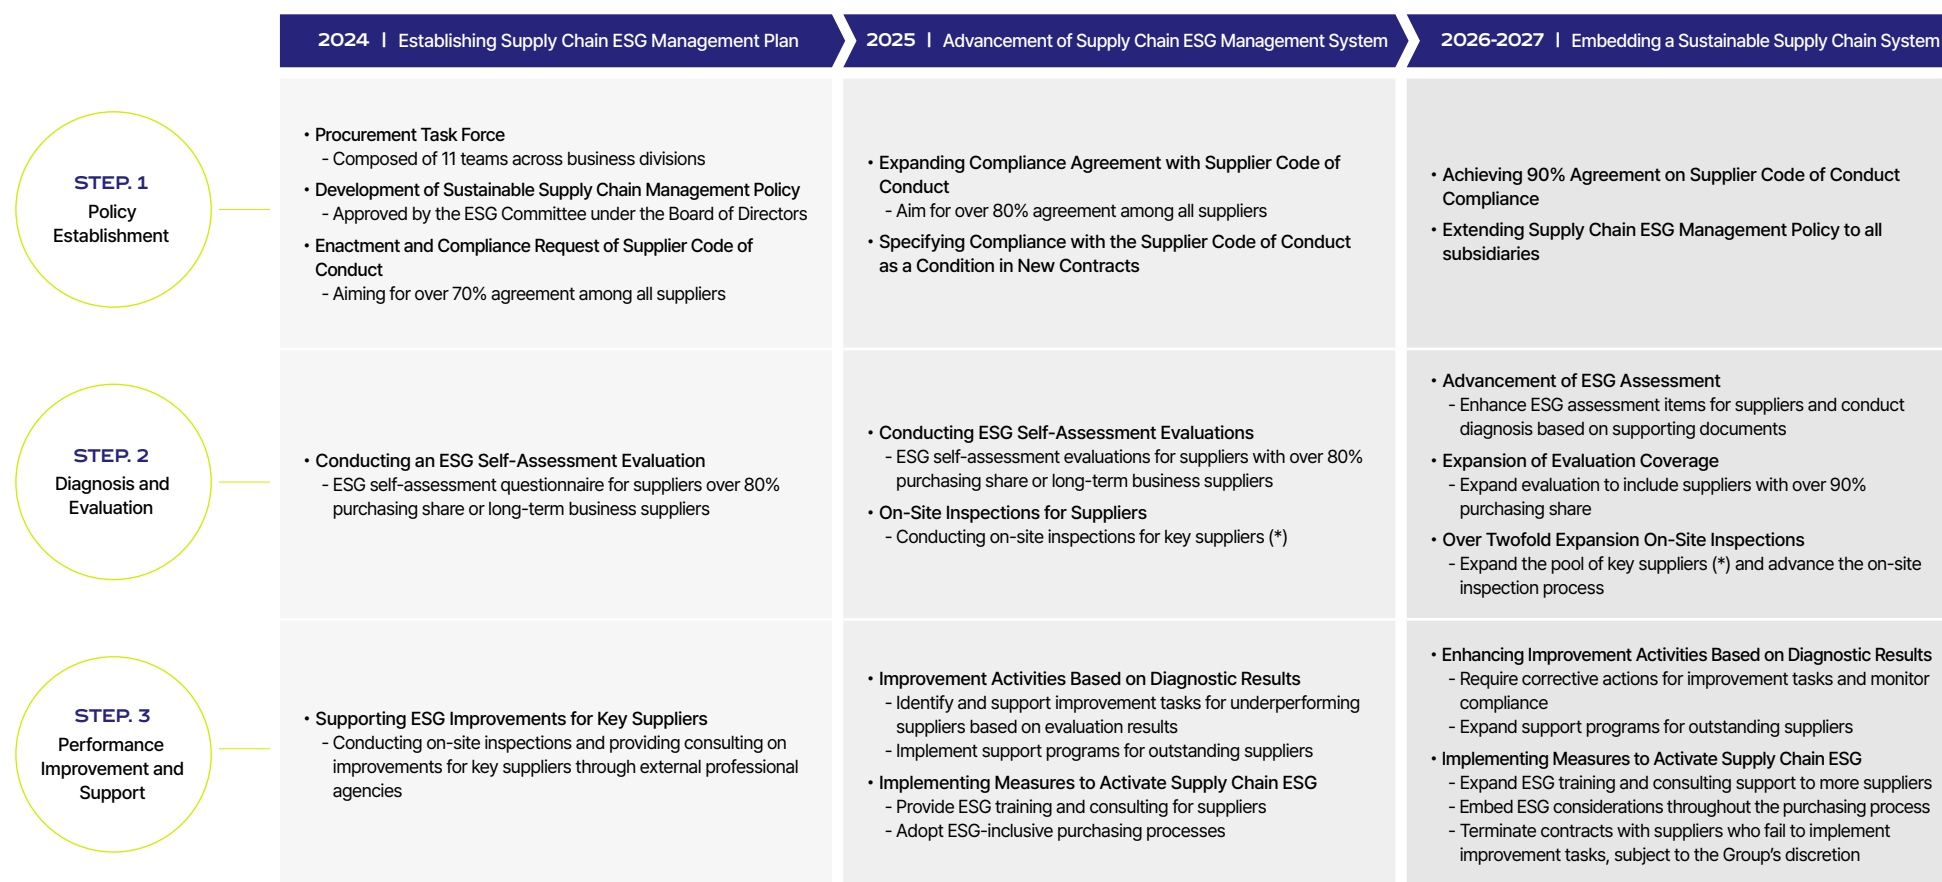 2024 | Establishing Supply Chain ESG Management Plan
2025 | Advancement of Supply Chain ESG Management System
2026-2027 | Embedding a Sustainable Supply Chain System
STEP. 1
Policy
Establishment
• Procurement Task Force
- Composed of 11 teams across business divisions
• Development of Sustainable Supply Chain Management Policy
- Approved by the ESG Committee under the Board of Directors
• Enactment and Compliance Request of Supplier Code of
Conduct
- Aiming for over 70% agreement among all suppliers
• Expanding Compliance Agreement with Supplier Code of
Conduct
- Aim for over 80% agreement among all suppliers
• Specifying Compliance with the Supplier Code of Conduct
as a Condition in New Contracts
• Achieving 90% Agreement on Supplier Code of Conduct
Compliance
• Extending Supply Chain ESG Management Policy to all
subsidiaries
STEP. 2
Diagnosis and
Evaluation
• Conducting an ESG Self-Assessment Evaluation
- ESG self-assessment questionnaire for suppliers over 80%
purchasing share or long-term business suppliers
• Conducting ESG Self-Assessment Evaluations
- ESG self-assessment evaluations for suppliers with over 80%
purchasing share or long-term business suppliers
• On-Site Inspections for Suppliers
- Conducting on-site inspections for key suppliers (*)
• Advancement of ESG Assessment
- Enhance ESG assessment items for suppliers and conduct
diagnosis based on supporting documents
• Expansion of Evaluation Coverage
- Expand evaluation to include suppliers with over 90%
purchasing share
• Over Twofold Expansion On-Site Inspections
- Expand the pool of key suppliers (*) and advance the on-site
inspection process
STEP. 3
Performance
Improvement and
Support
• Supporting ESG Improvements for Key Suppliers
- Conducting on-site inspections and providing consulting on
improvements for key suppliers through external professional
agencies
• Improvement Activities Based on Diagnostic Results
- Identify and support improvement tasks for underperforming
suppliers based on evaluation results
- Implement support programs for outstanding suppliers
• Implementing Measures to Activate Supply Chain ESG
- Provide ESG training and consulting for suppliers
- Adopt ESG-inclusive purchasing processes
• Enhancing Improvement Activities Based on Diagnostic Results
- Require corrective actions for improvement tasks and monitor
compliance
- Expand support programs for outstanding suppliers
• Implementing Measures to Activate Supply Chain ESG
- Expand ESG training and consulting support to more suppliers
- Embed ESG considerations throughout the purchasing process
- Terminate contracts with suppliers who fail to implement
improvement tasks, subject to the Group's discretion